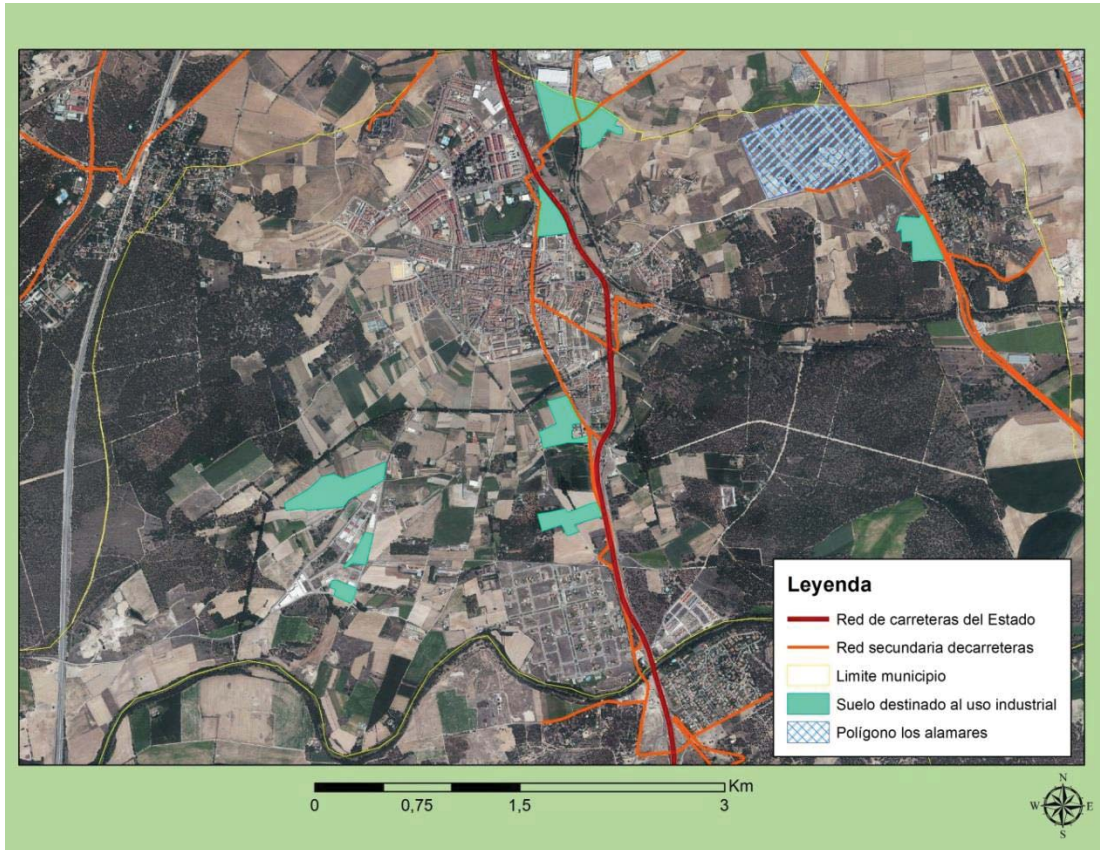 Leyenda
Red de carreteras del Estado
Red secundaria decarreteras
Limite municipio
Suelo destinado al uso industrial
Polígono los alamares
Km
0 0,75 1,5 3
N
W E
S